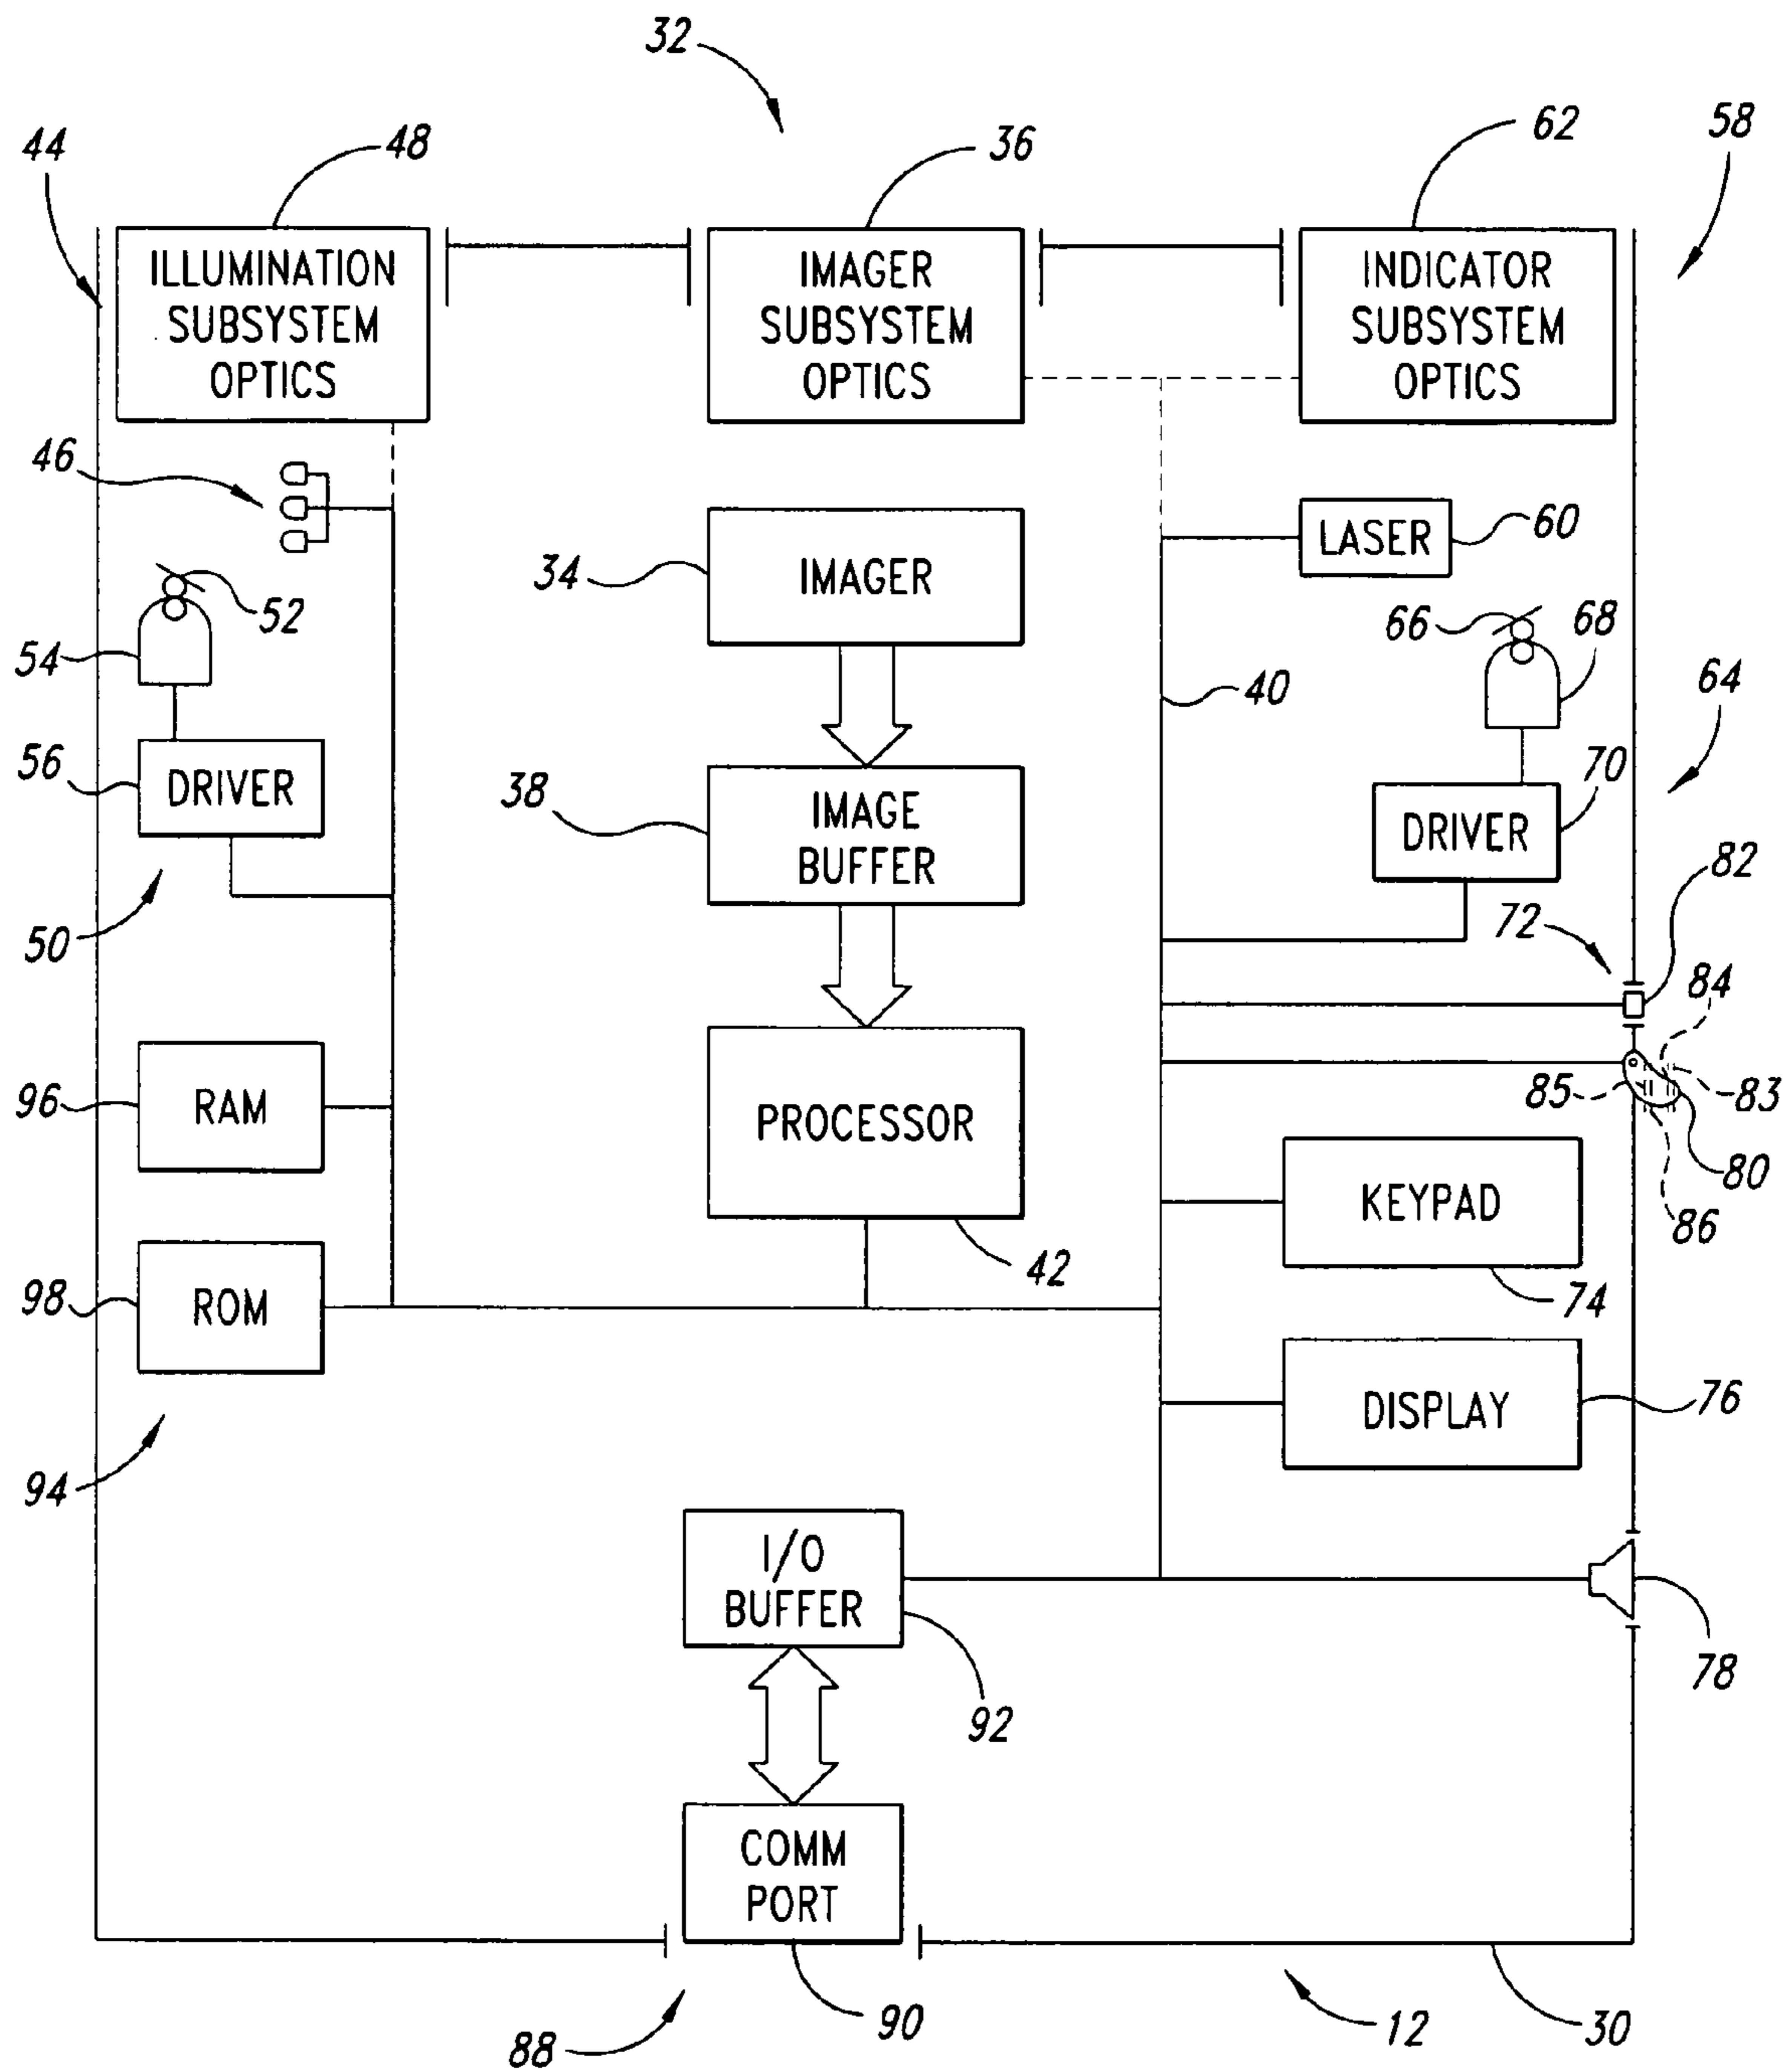 32
44
48
36
62
58
ILLUMINATION
SUBSYSTEM
OPTICS
IMAGER
SUBSYSTEM
OPTICS
INDICATOR
SUBSYSTEM
OPTICS
46
34
IMAGER
LASER
60
52
54
66
68
40
64
56
DRIVER
38
IMAGE
BUFFER
70
DRIVER
82
50
72
84
96
RAM
PROCESSOR
85
83
80
KEYPAD
86
42
74
98
ROM
DISPLAY
76
94
I/O
BUFFER
78
92
COMM
PORT
88
90
12
30